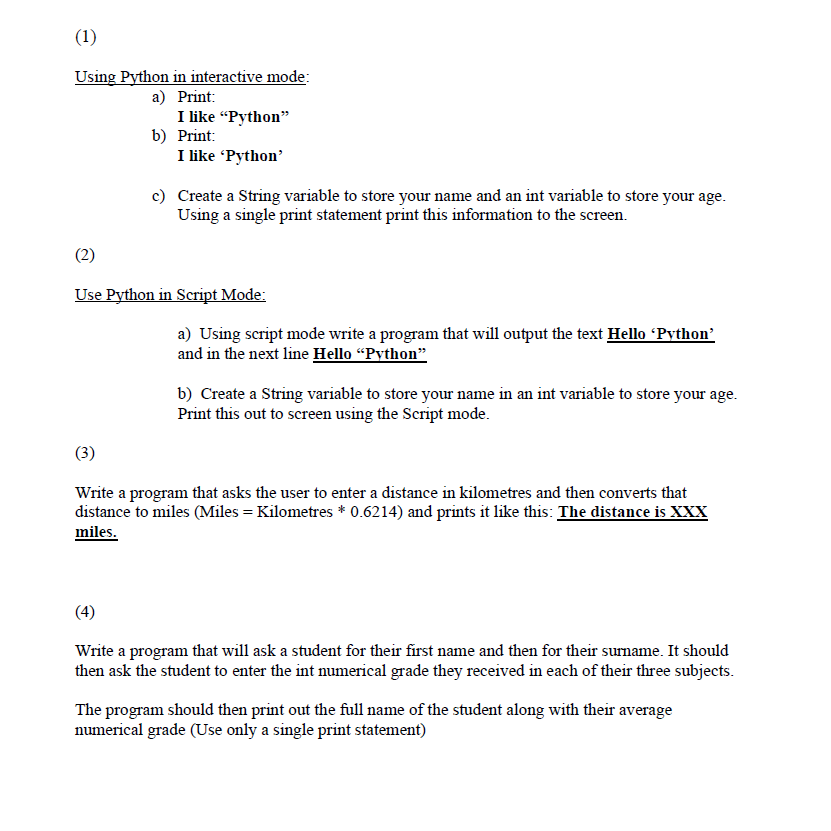 (1)
Using Python in interactive mode:
a) Print:
I like “Python”
b) Print:
I like ‘Python’
c) Create a String variable to store your name and an int variable to store your age.
Using a single print statement print this information to the screen.
(2)
Use Python in Script Mode:
a) Using script mode write a program that will output the text Hello ‘Python’
and in the next line Hello “Python”
b) Create a String variable to store your name in an int variable to store your age.
Print this out to screen using the Script mode.
(3)
Write a program that asks the user to enter a distance in kilometres and then converts that
distance to miles (Miles = Kilometres * 0.6214) and prints it like this: The distance is XXX
miles.
(4)
Write a program that will ask a student for their first name and then for their surname. It should
then ask the student to enter the int numerical grade they received in each of their three subjects.
The program should then print out the full name of the student along with their average
numerical grade (Use only a single print statement)